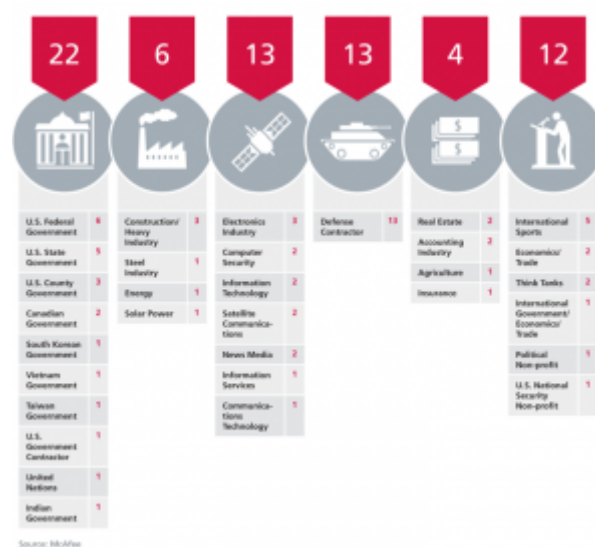 22
6
13
13
4
12
U.S. Federal 6
Government
U.S. State 5
Government
U.S. County 3
Government
Canadian 2
Government
South Korean 1
Government
Vietnam 1
Government
Taiwan 1
Government
U.S. 1
Government
Contractor
United 1
Nations
Indian 1
Government
Construction/ 3
Heavy
Industry
Steel 1
Industry
Energy 1
Solar Power 1
Electronics 3
Industry
Computer 2
Security
Information 2
Technology
Satellite 2
Communica-
tions
News Media 2
Information 1
Services
Communica- 1
tions
Technology
Defense 13
Contractor
Real Estate 2
Accounting 2
Industry
Agriculture 1
Insurance 1
International 5
Sports
Economics/ 2
Trade
Think Tanks 2
International 1
Government/
Economics/
Trade
Political 1
Non-profit
U.S. National 1
Security
Non-profit
Source: McAfee